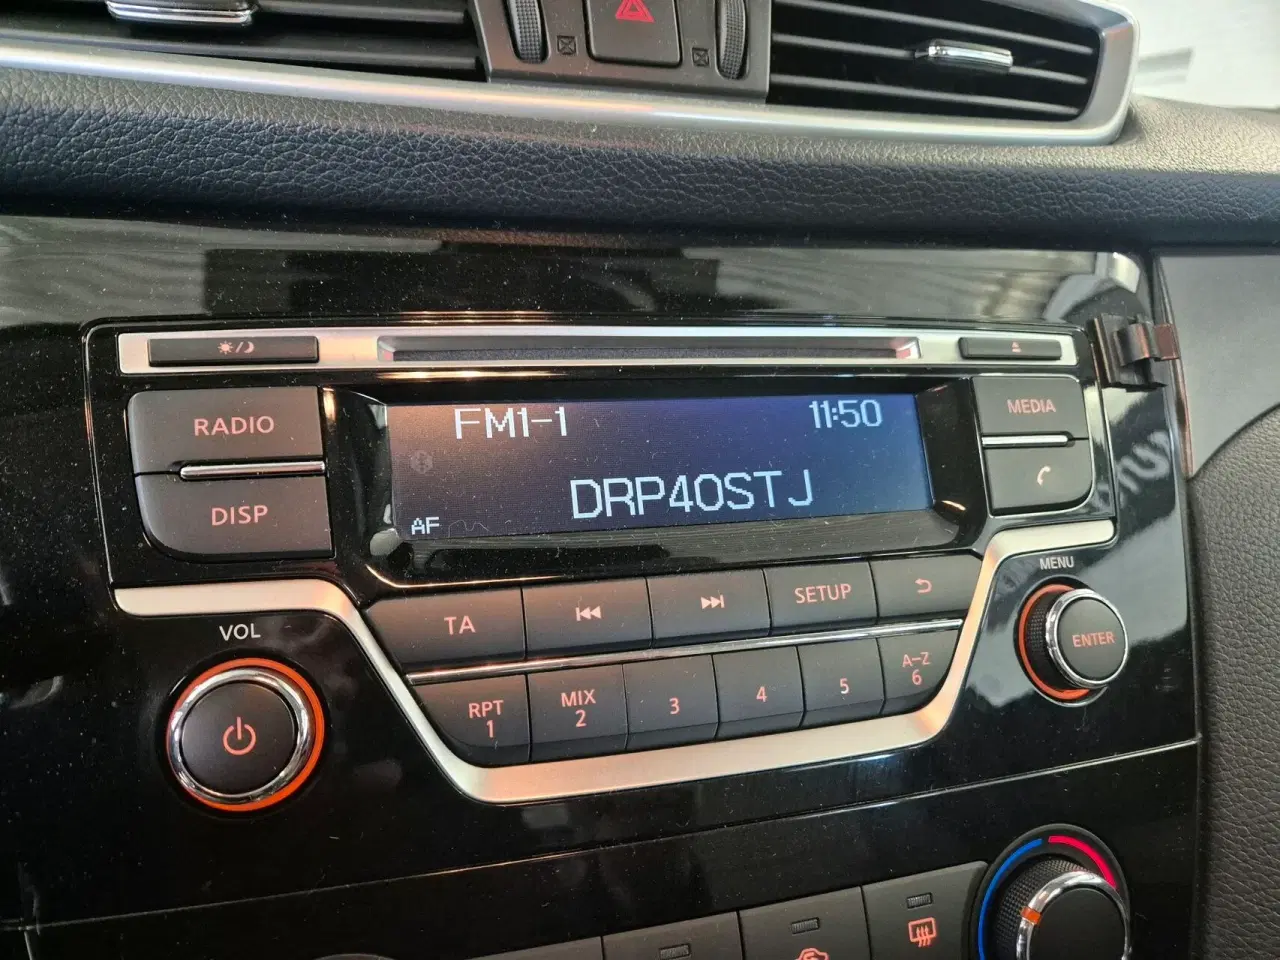 RADIO
DISP
FM1-1 11:50
DRP40STJ
AF
MEDIA
VOL
TA
SETUP
MENU
ENTER
RPT
1
MIX
2
3
4
5
A-Z
6